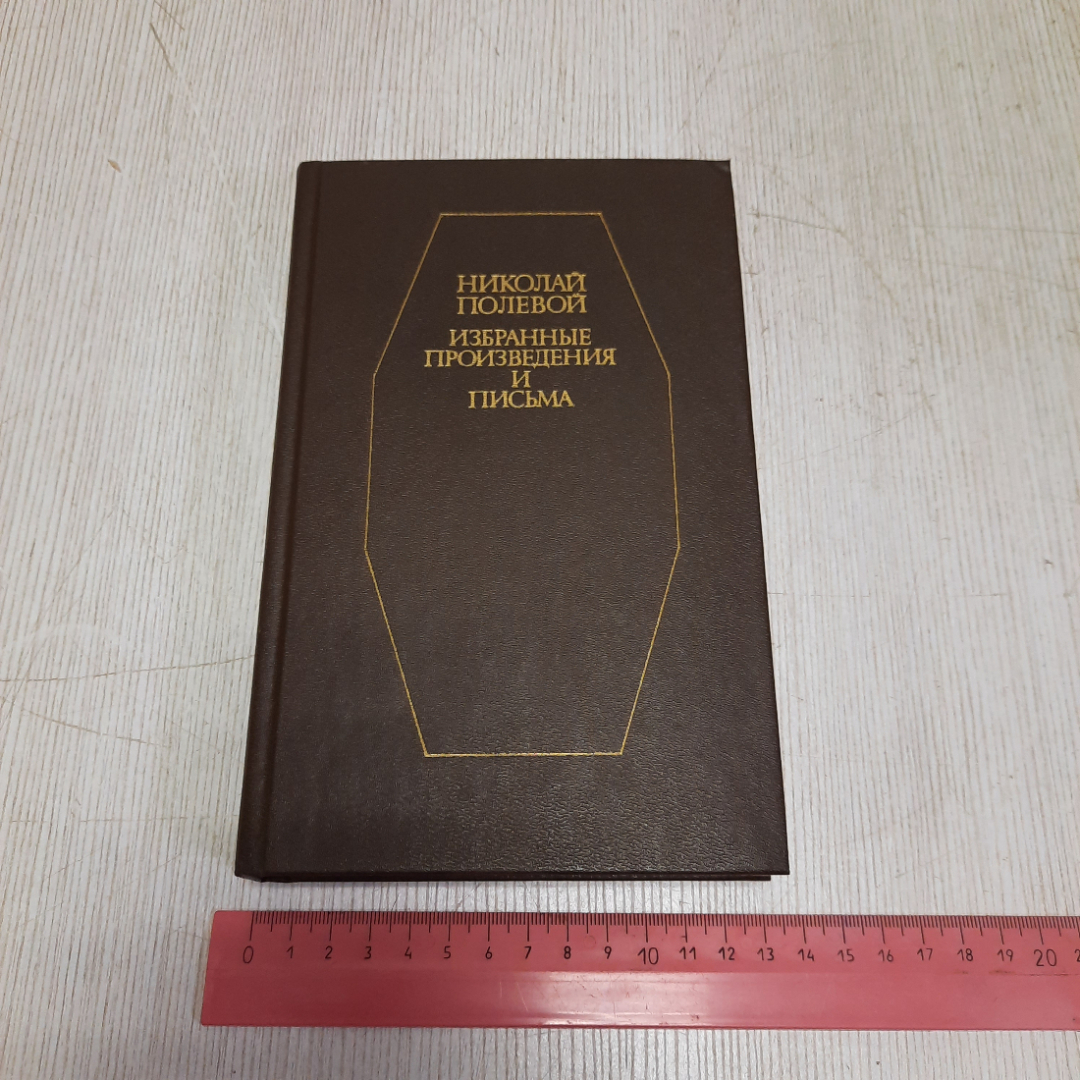 НИКОЛАЙ
ПОЛЕВОЙ
ИЗБРАННЫЕ
ПРОИЗВЕДЕНИЯ
И
ПИСЬМА
0 1 2 3 4 5 6 7 8 9 10 11 12 13 14 15 16 17 18 19 20